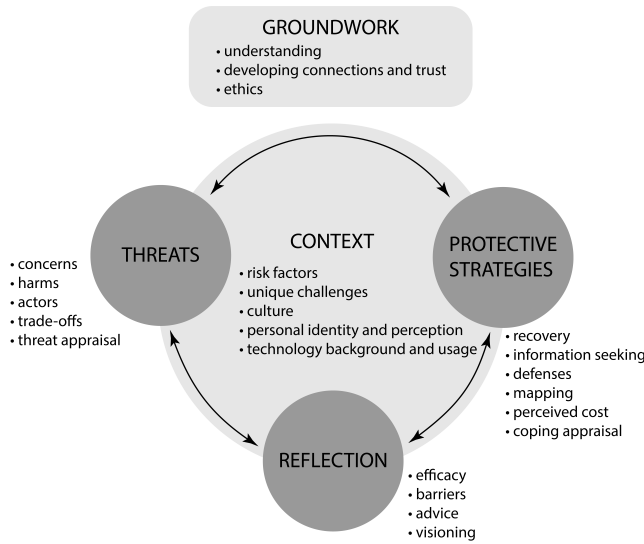 GROUNDWORK
• understanding
• developing connections and trust
• ethics
THREATS
• concerns
• harms
• actors
• trade-offs
• threat appraisal
CONTEXT
• risk factors
• unique challenges
• culture
• personal identity and perception
• technology background and usage
PROTECTIVE
STRATEGIES
• recovery
• information seeking
• defenses
• mapping
• perceived cost
• coping appraisal
REFLECTION
• efficacy
• barriers
• advice
• visioning